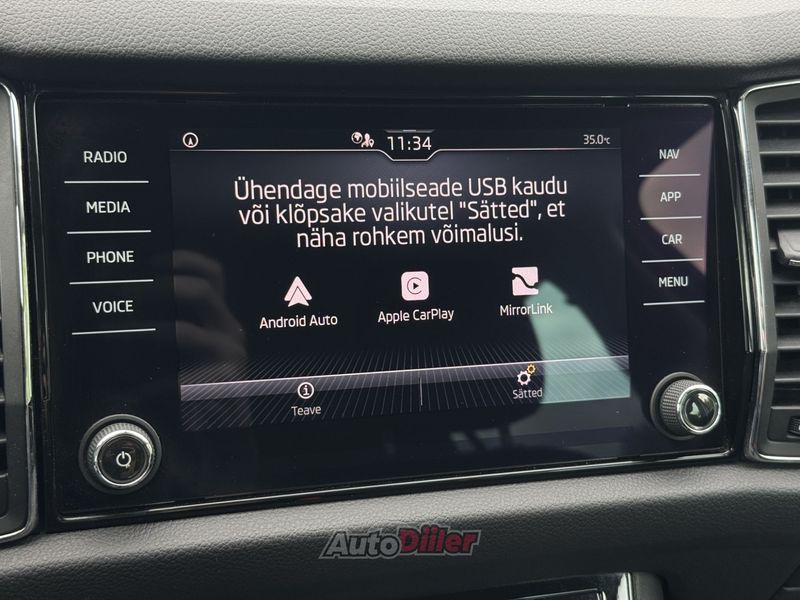 RADIO
MEDIA
PHONE
VOICE
11:34
35.0°C
Ühendage mobiilseade USB kaudu
või klõpsake valikutel "Sätted", et
näha rohkem võimalusi.
Android Auto
Apple CarPlay
MirrorLink
Teave
Sätted
NAV
APP
CAR
MENU
AutoDiiler